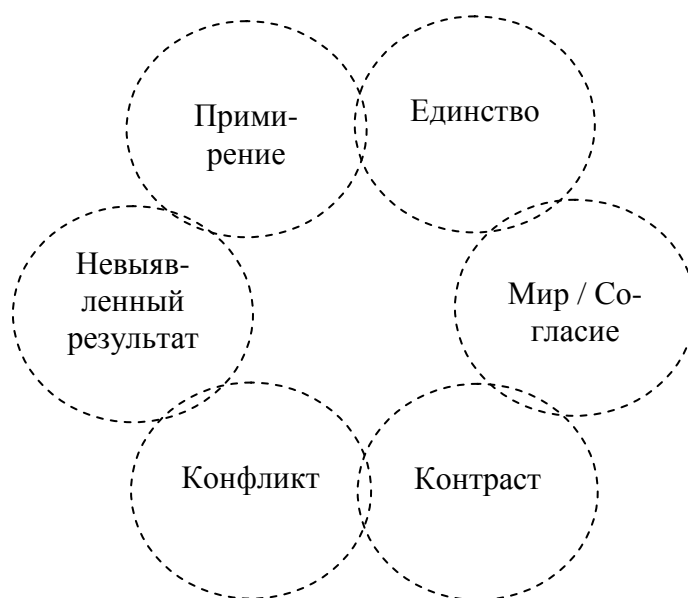 Прими-
рение
Единство
Невыяв-
ленный
результат
Мир / Со-
гласие
Конфликт
Контраст